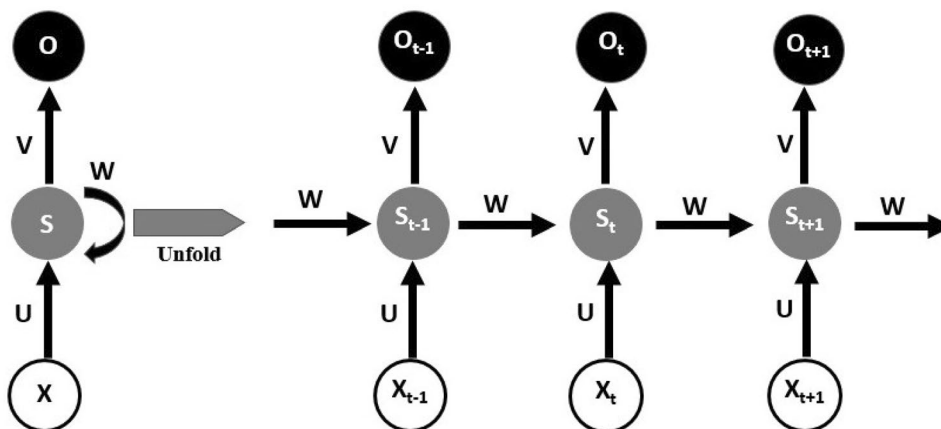 O O_{t-1} O_t O_{t+1}
V V V V
W
W W W W
S S_{t-1} S_t S_{t+1}
Unfold
U U U U
X X_{t-1} X_t X_{t+1}